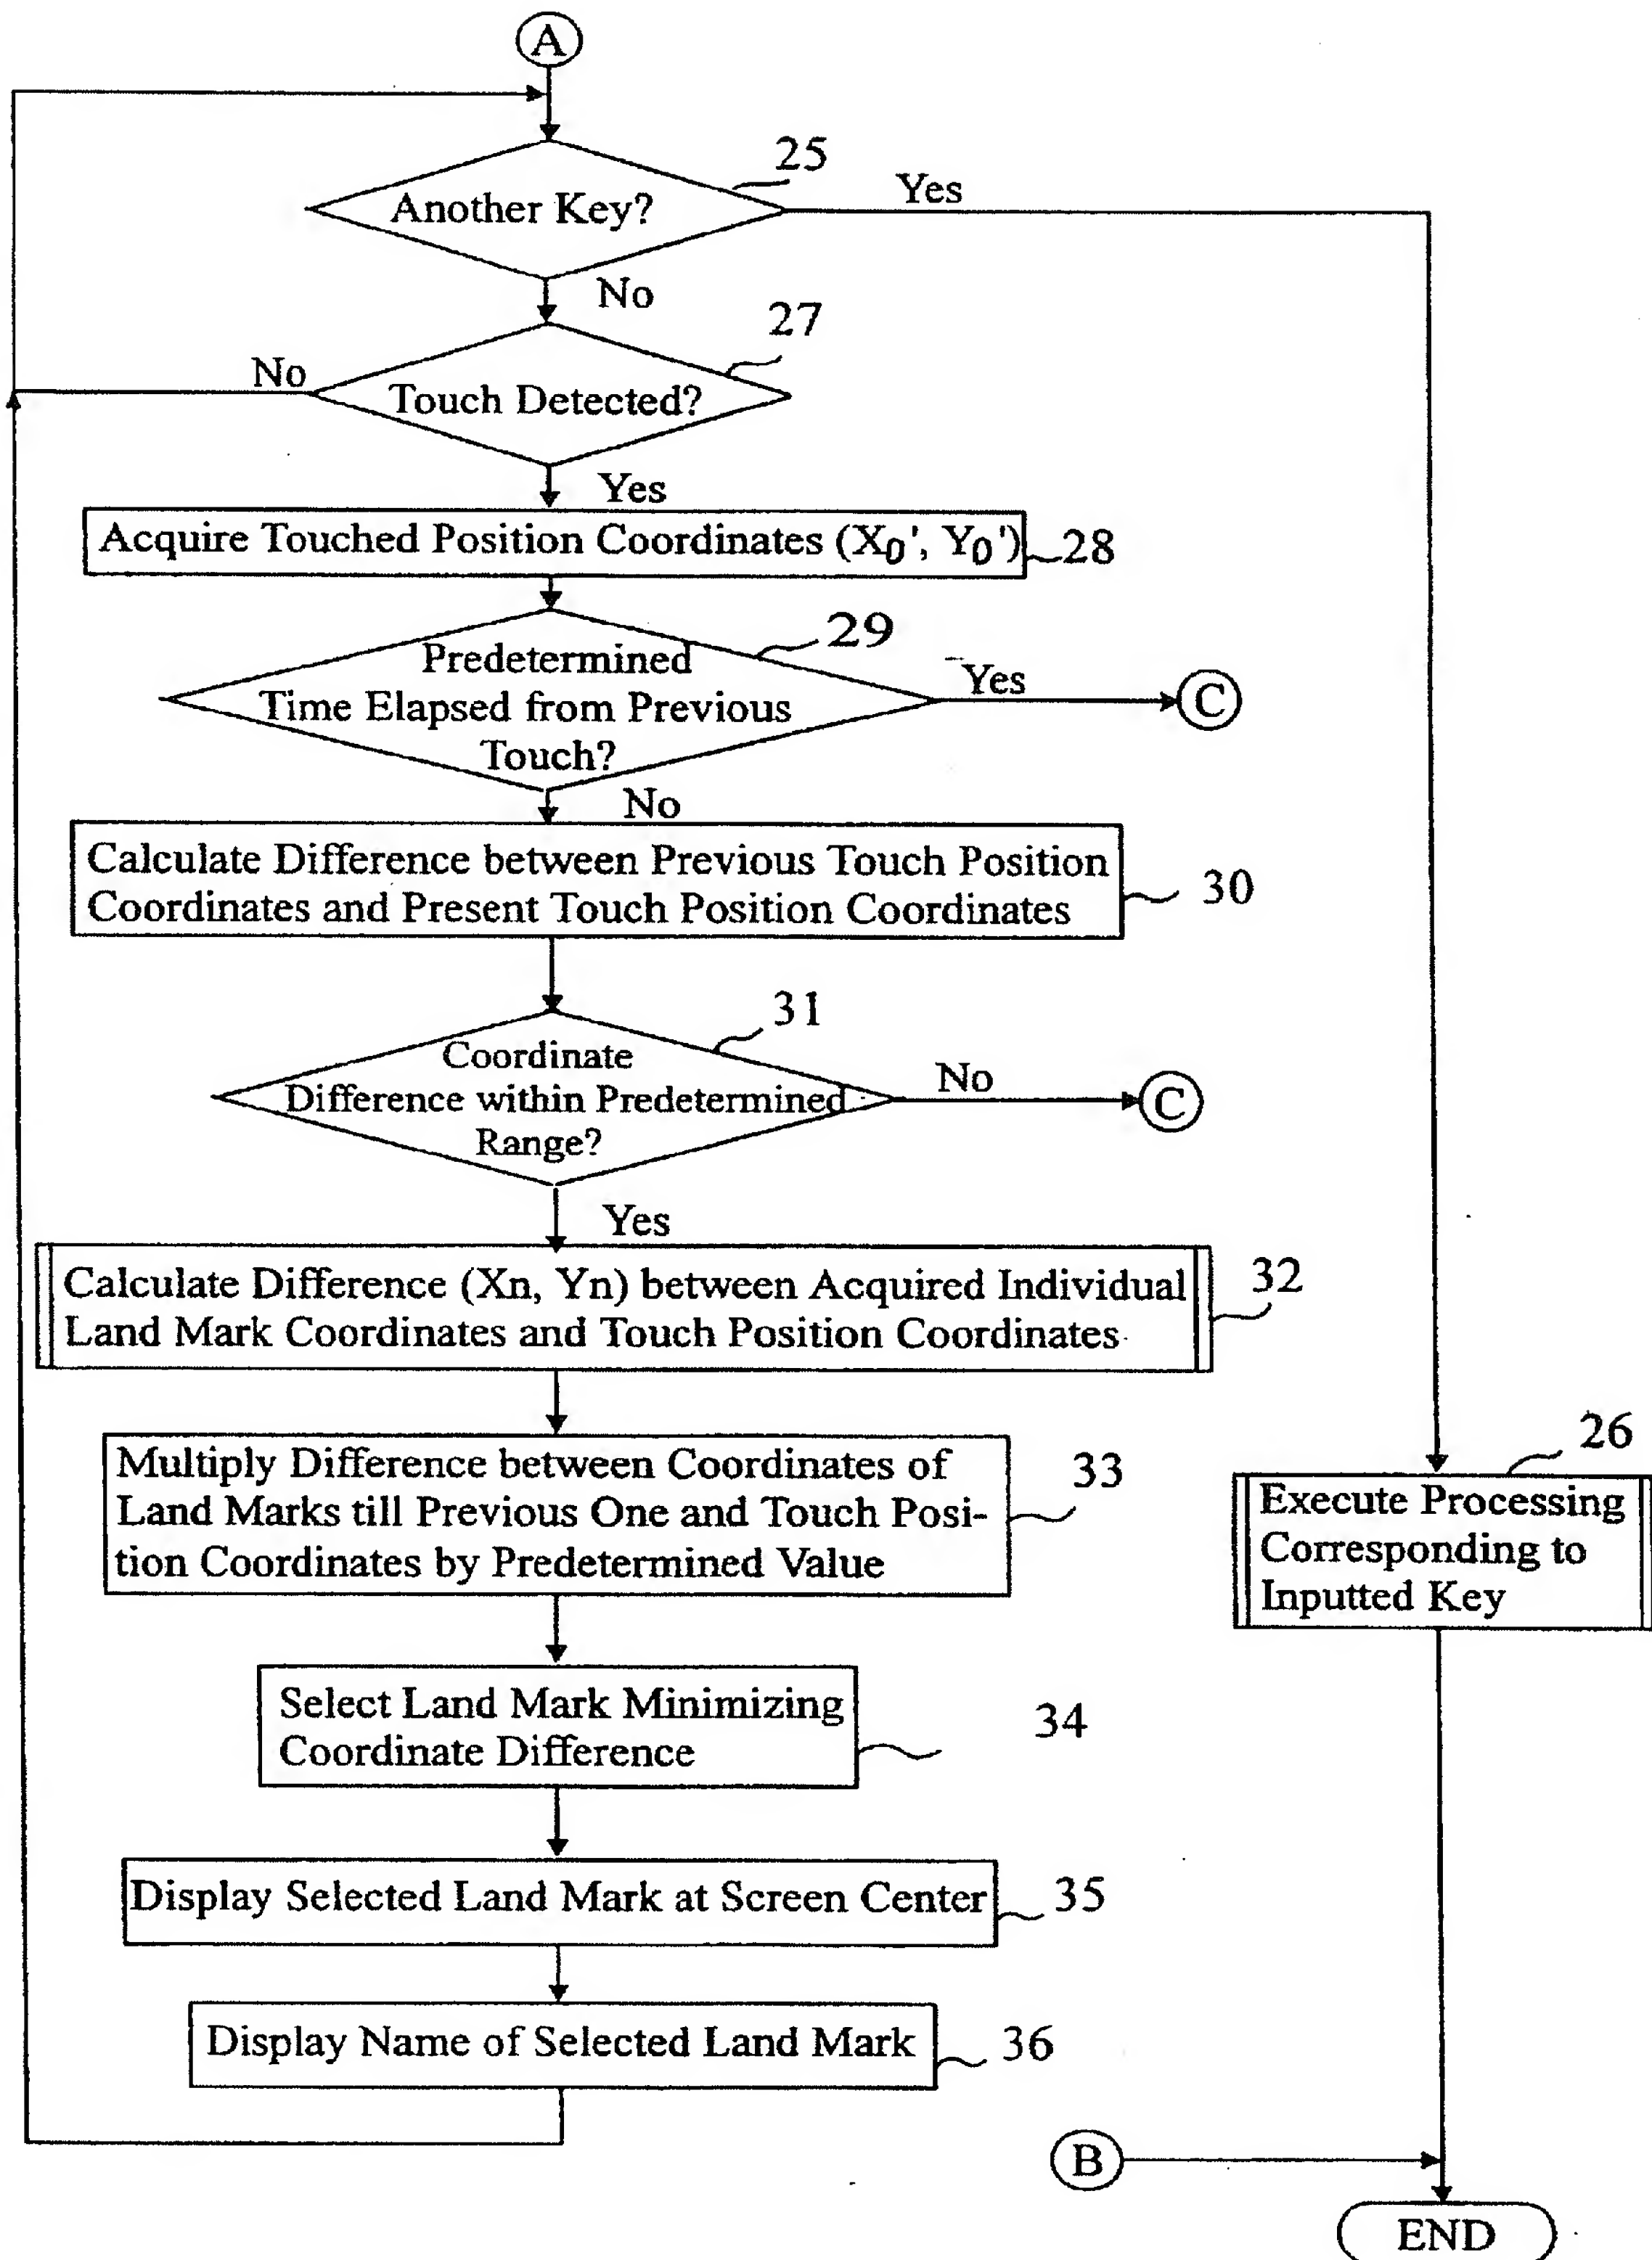 A
25
Another Key?
Yes
No
27
No
Touch Detected?
Yes
Acquire Touched Position Coordinates (X0', Y0')
28
29
Predetermined
Time Elapsed from Previous
Touch?
Yes
C
No
Calculate Difference between Previous Touch Position
Coordinates and Present Touch Position Coordinates
30
31
Coordinate
Difference within Predetermined
Range?
No
C
Yes
Calculate Difference (Xn, Yn) between Acquired Individual
Land Mark Coordinates and Touch Position Coordinates
32
Multiply Difference between Coordinates of
Land Marks till Previous One and Touch Posi-
tion Coordinates by Predetermined Value
33
26
Execute Processing
Corresponding to
Inputted Key
Select Land Mark Minimizing
Coordinate Difference
34
Display Selected Land Mark at Screen Center
35
Display Name of Selected Land Mark
36
B
END